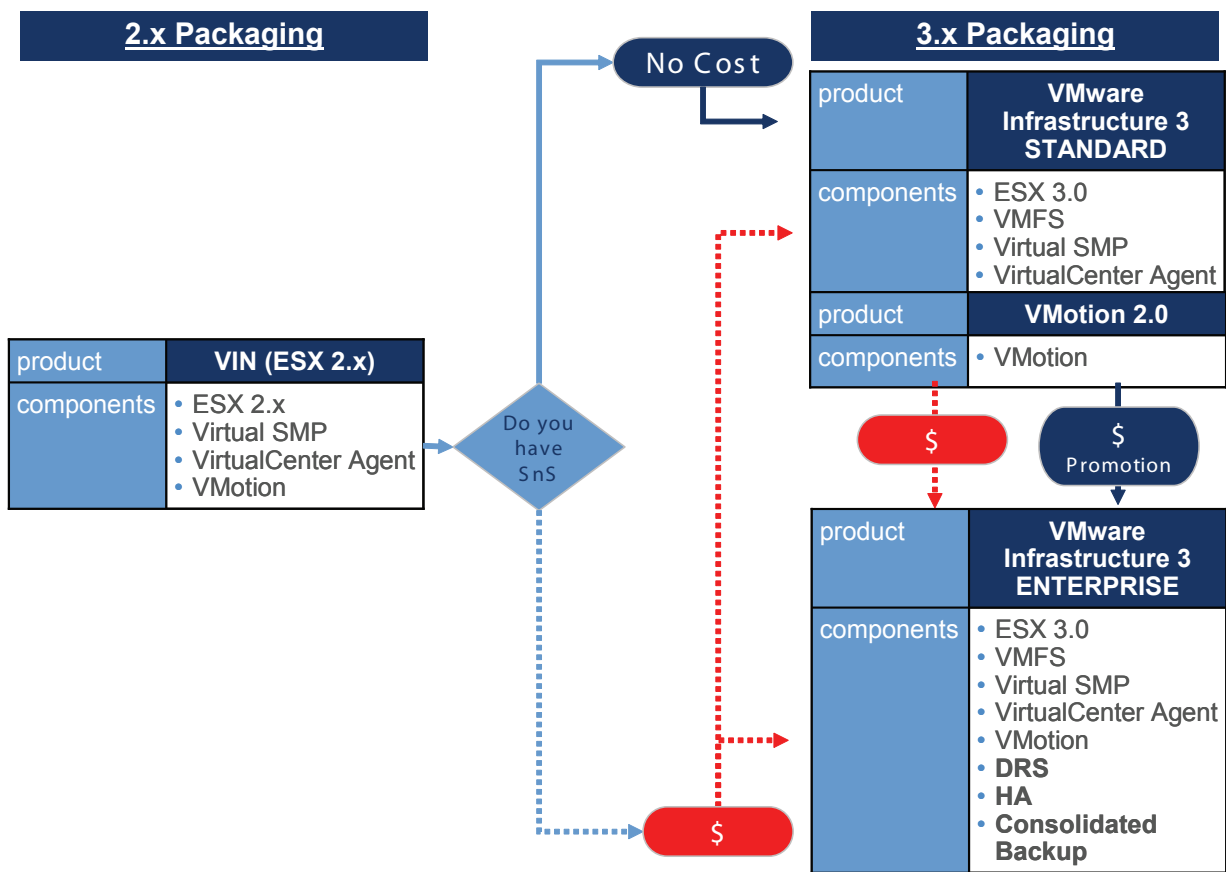 2.x Packaging
No Cost
3.x Packaging
product
VMware
Infrastructure 3
STANDARD
components
• ESX 3.0
• VMFS
• Virtual SMP
• VirtualCenter Agent
product
VMotion 2.0
components
• VMotion
product
VIN (ESX 2.x)
components
• ESX 2.x
• Virtual SMP
• VirtualCenter Agent
• VMotion
Do you
have
SnS
$
$
Promotion
product
VMware
Infrastructure 3
ENTERPRISE
components
• ESX 3.0
• VMFS
• Virtual SMP
• VirtualCenter Agent
• VMotion
• DRS
• HA
• Consolidated
Backup
$